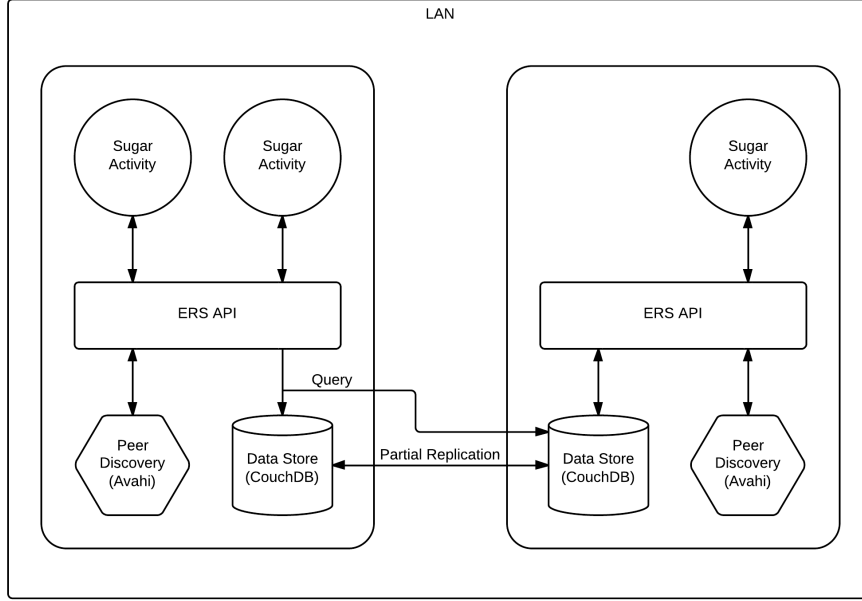 LAN
Sugar
Activity
Sugar
Activity
Sugar
Activity
ERS API
ERS API
Query
Peer
Discovery
(Avahi)
Data Store
(CouchDB)
Partial Replication
Data Store
(CouchDB)
Peer
Discovery
(Avahi)